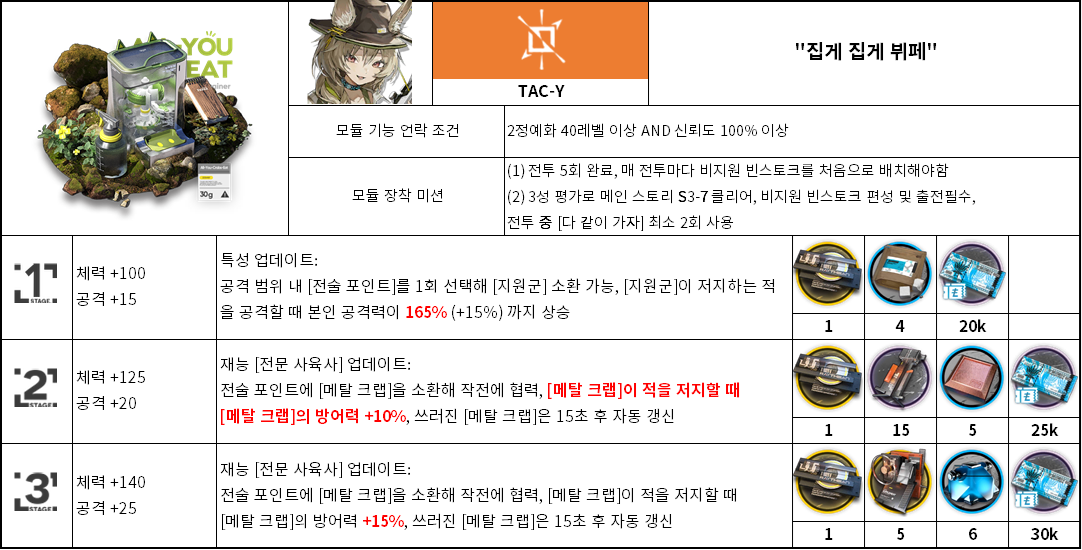 ALL-YOU
EAT
ainer
30g
TAC-Y
"집게 집게 뷔페"
모듈 기능 언락 조건
2정예화 40레벨 이상 AND 신뢰도 100% 이상
모듈 장착 미션
(1) 전투 5회 완료, 매 전투마다 비지원 빈스토크를 처음으로 배치해야함
(2) 3성 평가로 메인 스토리 S3-7 클리어, 비지원 빈스토크 편성 및 출전필수,
전투 중 [다 같이 가자] 최소 2회 사용
1
STAGE
체력 +100
공격 +15
특성 업데이트:
공격 범위 내 [전술 포인트]를 1회 선택해 [지원군] 소환 가능, [지원군]이 저지하는 적
을 공격할 때 본인 공격력이 165% (+15%) 까지 상승
1
4
20k
2
STAGE
체력 +125
공격 +20
재능 [전문 사육사] 업데이트:
전술 포인트에 [메탈 크랩]을 소환해 작전에 협력, [메탈 크랩]이 적을 저지할 때
[메탈 크랩]의 방어력 +10%, 쓰러진 [메탈 크랩]은 15초 후 자동 갱신
1
15
5
25k
3
STAGE
체력 +140
공격 +25
재능 [전문 사육사] 업데이트:
전술 포인트에 [메탈 크랩]을 소환해 작전에 협력, [메탈 크랩]이 적을 저지할 때
[메탈 크랩]의 방어력 +15%, 쓰러진 [메탈 크랩]은 15초 후 자동 갱신
1
5
6
30k